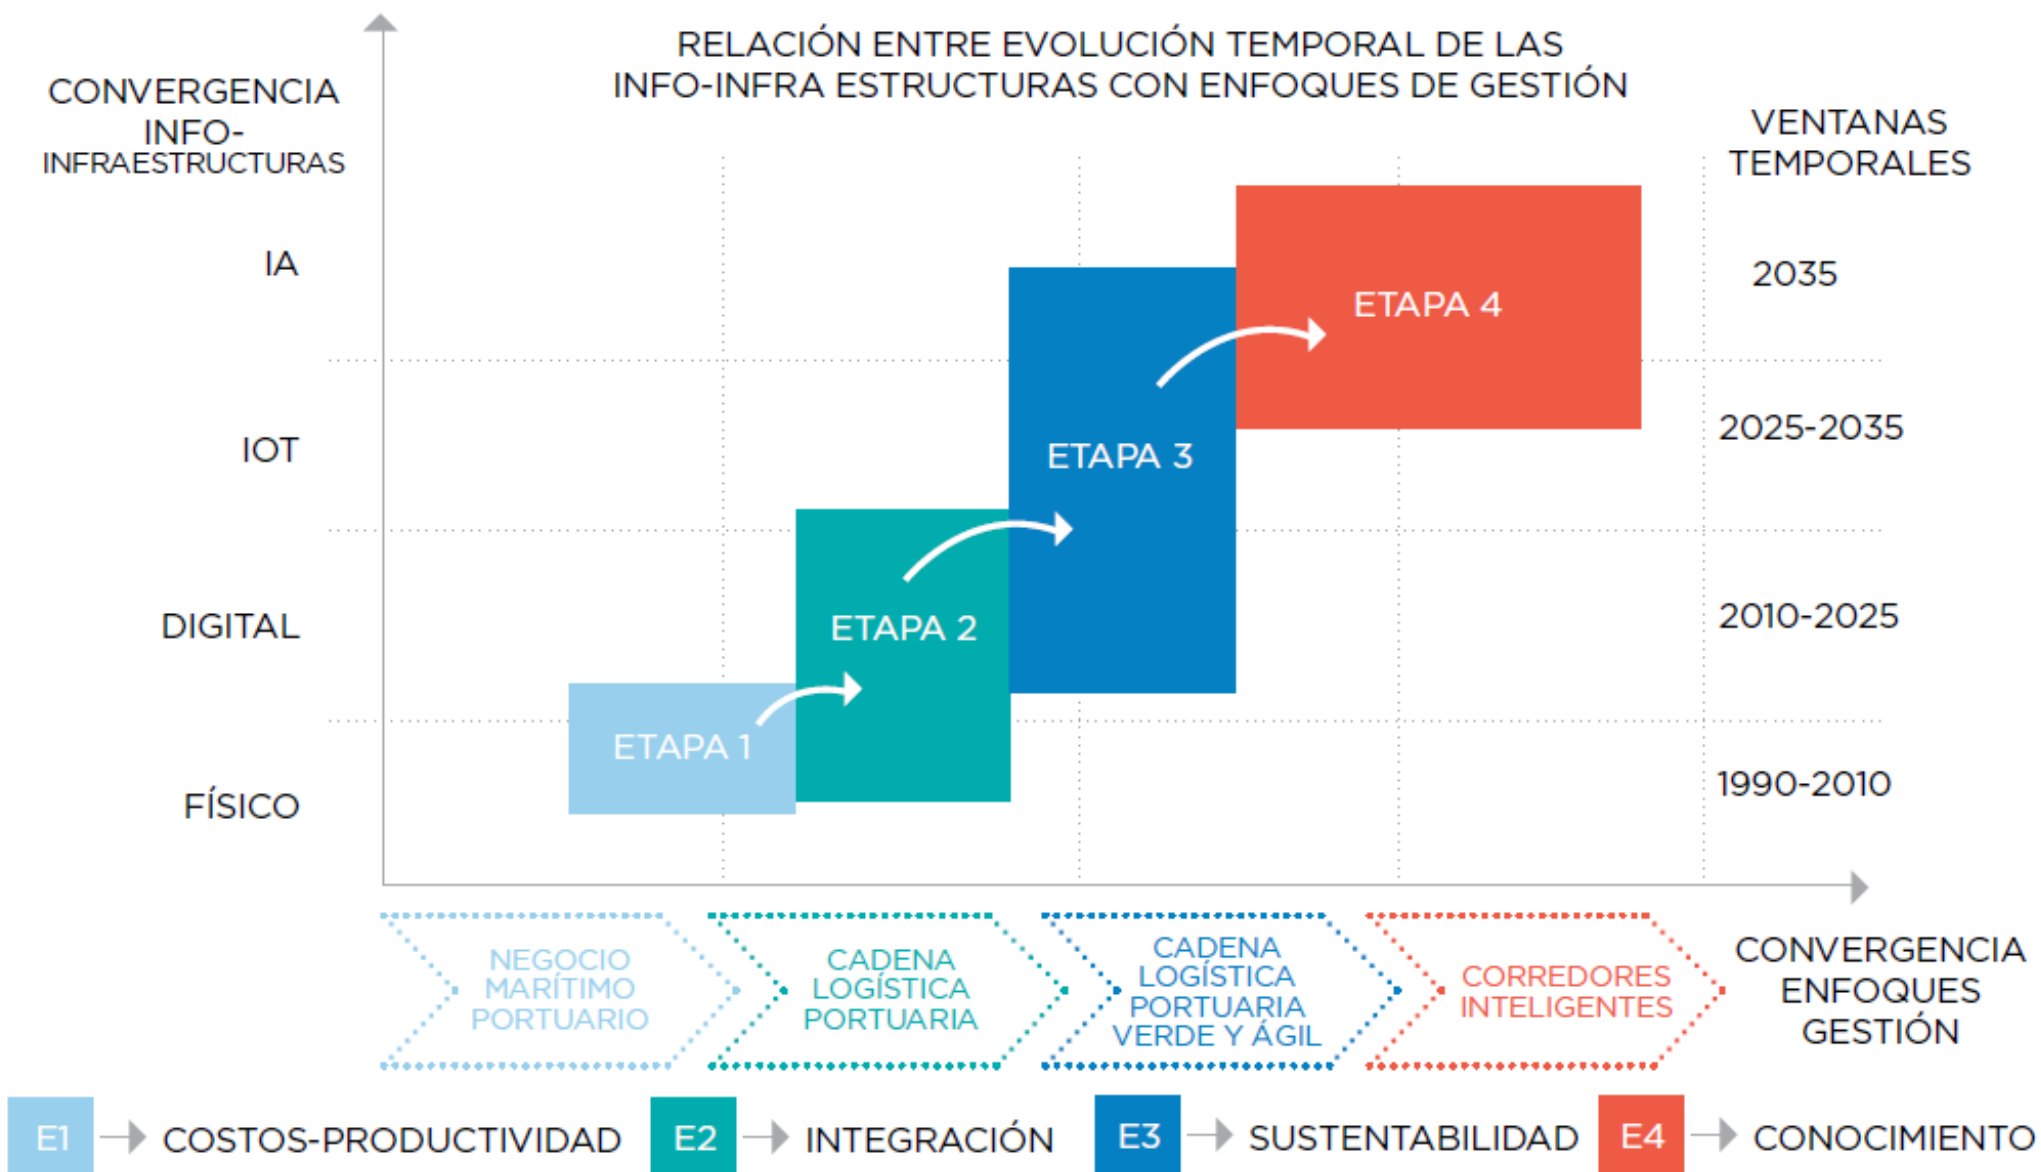 RELACIÓN ENTRE EVOLUCIÓN TEMPORAL DE LAS
INFO-INFRA ESTRUCTURAS CON ENFOQUES DE GESTIÓN
CONVERGENCIA
INFO-
INFRAESTRUCTURAS
VENTANAS
TEMPORALES
IA
ETAPA 4
2035
IOT
ETAPA 3
2025-2035
DIGITAL
ETAPA 2
2010-2025
ETAPA 1
FÍSICO
1990-2010
NEGOCIO
MARÍTIMO
PORTUARIO
CADENA
LOGÍSTICA
PORTUARIA
CADENA
LOGÍSTICA
PORTUARIA
VERDE Y ÁGIL
CORREDORES
INTELIGENTES
CONVERGENCIA
ENFOQUES
GESTIÓN
E1 COSTOS-PRODUCTIVIDAD
E2 INTEGRACIÓN
E3 SUSTENTABILIDAD
E4 CONOCIMIENTO